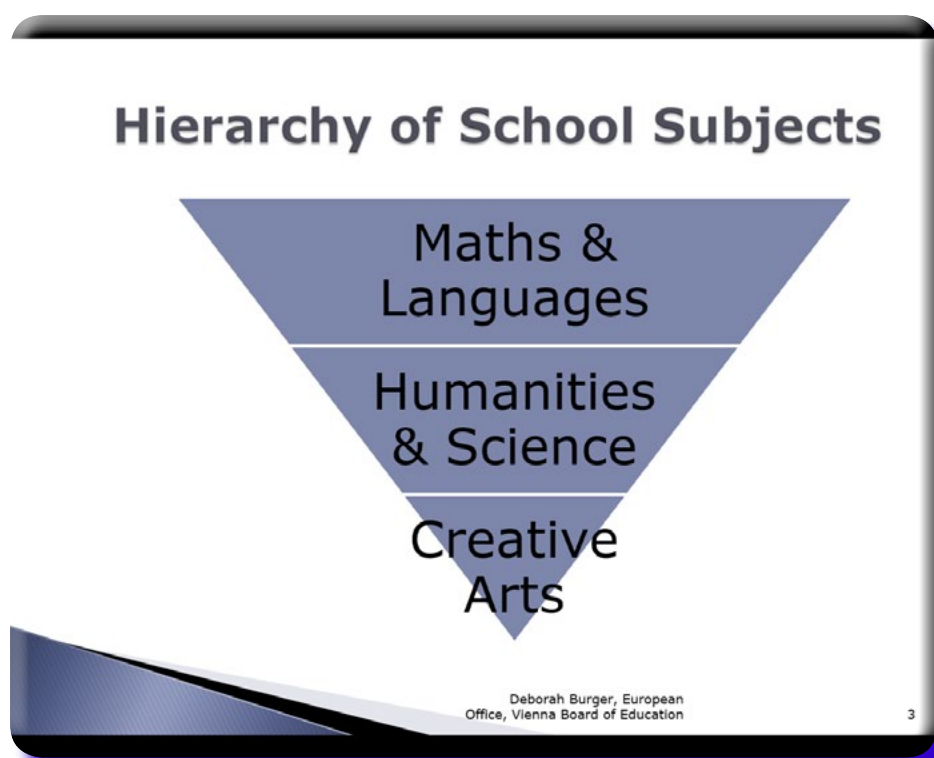 Hierarchy of School Subjects
Maths &
Languages
Humanities
& Science
Creative
Arts
Deborah Burger, European
Office, Vienna Board of Education
3